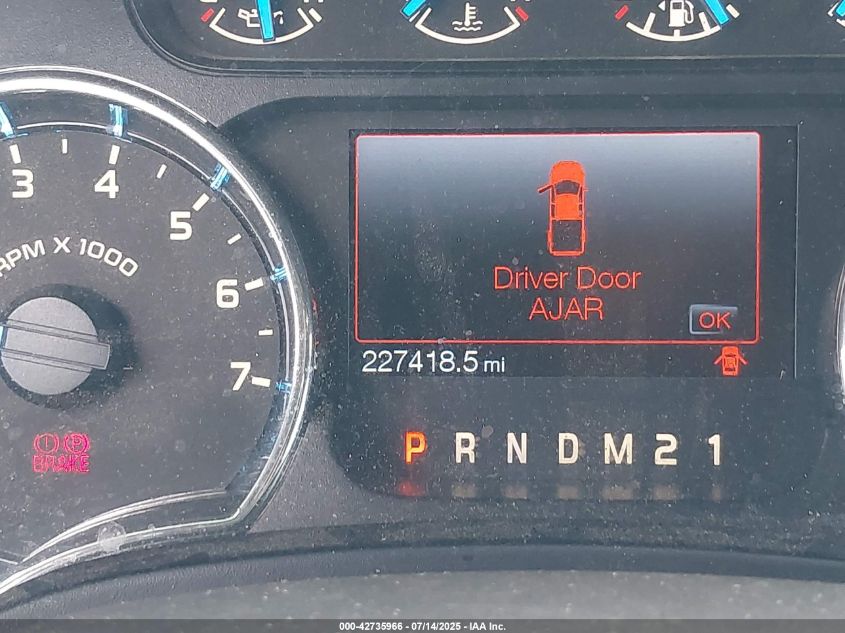 3 4 5 6 7
RPM X 1000
Driver Door
AJAR
OK
227418.5 mi
P R N D M 2 1
(!) (P)
BRAKE
000-42735966 - 07/14/2025 - IAA Inc.